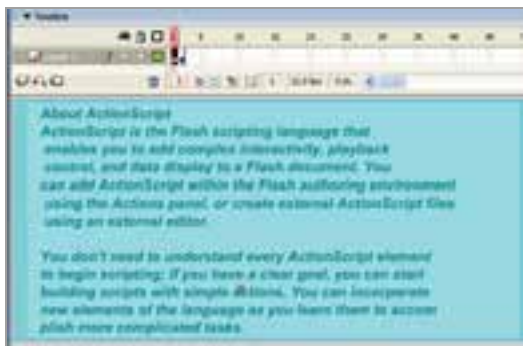 Timeline
About ActionScript
ActionScript is the Flash scripting language that
enables you to add complex interactivity, playback
control, and data display to a Flash document. You
can add ActionScript within the Flash authoring environment
using the Actions panel, or create external ActionScript files
using an external editor.
You don't need to understand every ActionScript element
to begin scripting; if you have a clear goal, you can start
building scripts with simple actions. You can incorporate
new elements of the language as you learn them to accom
plish more complicated tasks.